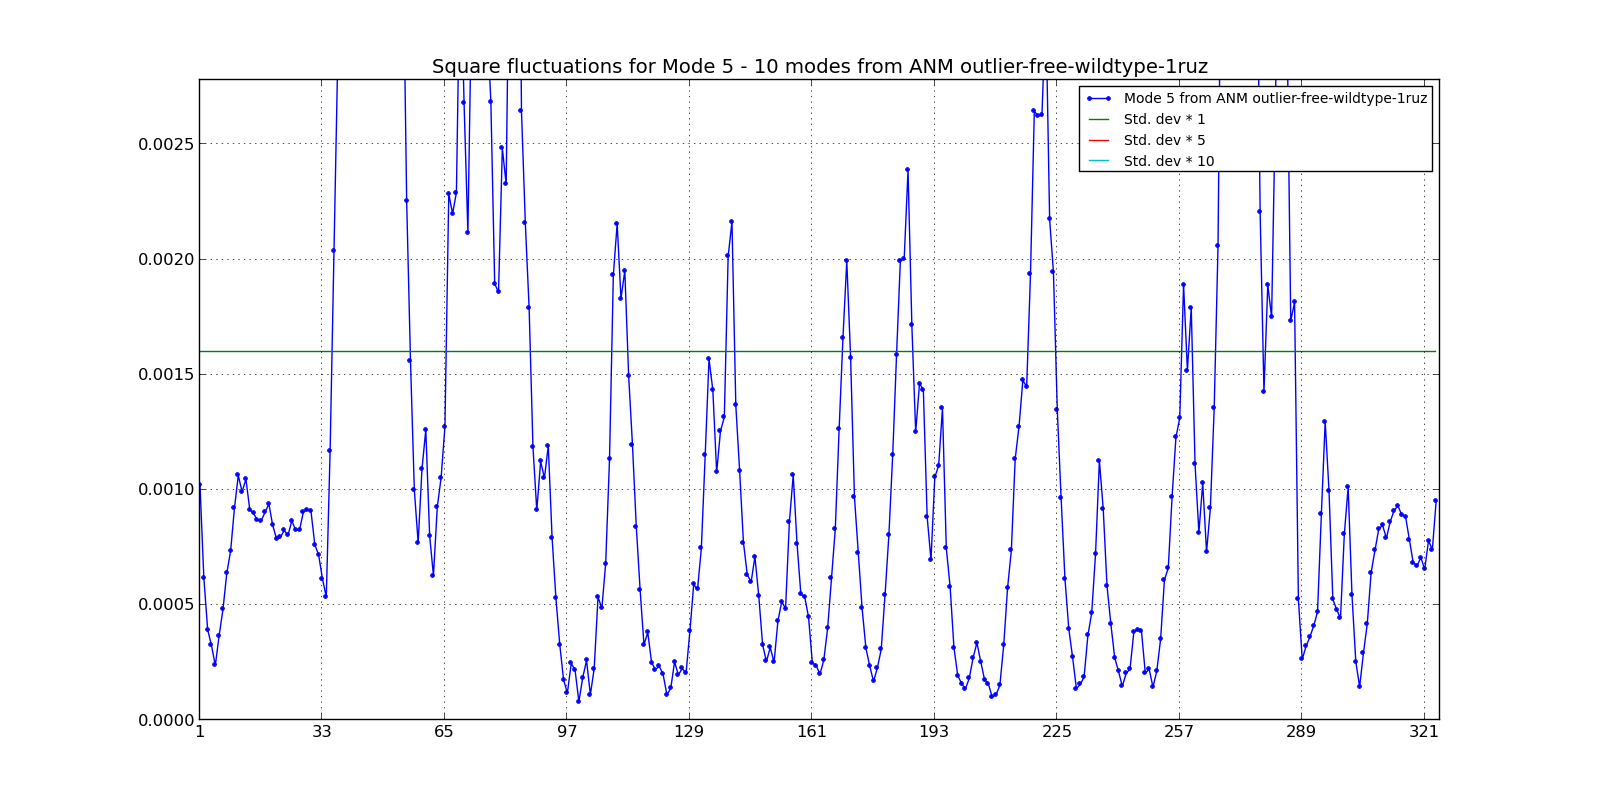 Square fluctuations for Mode 5 - 10 modes from ANM outlier-free-wildtype-1ruz
Mode 5 from ANM outlier-free-wildtype-1ruz
Std. dev * 1
Std. dev * 5
Std. dev * 10
0.0025
0.0020
0.0015
0.0010
0.0005
0.0000
1 33 65 97 129 161 193 225 257 289 321